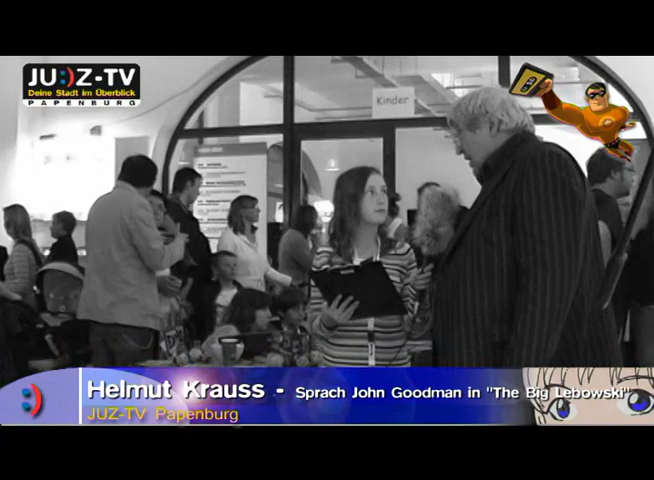 JU:)Z-TV
Deine Stadt im Überblick
PAPENBURG
Kinder
Helmut Krauss - Sprach John Goodman in "The Big Lebowski"
JUZ-TV Papenburg